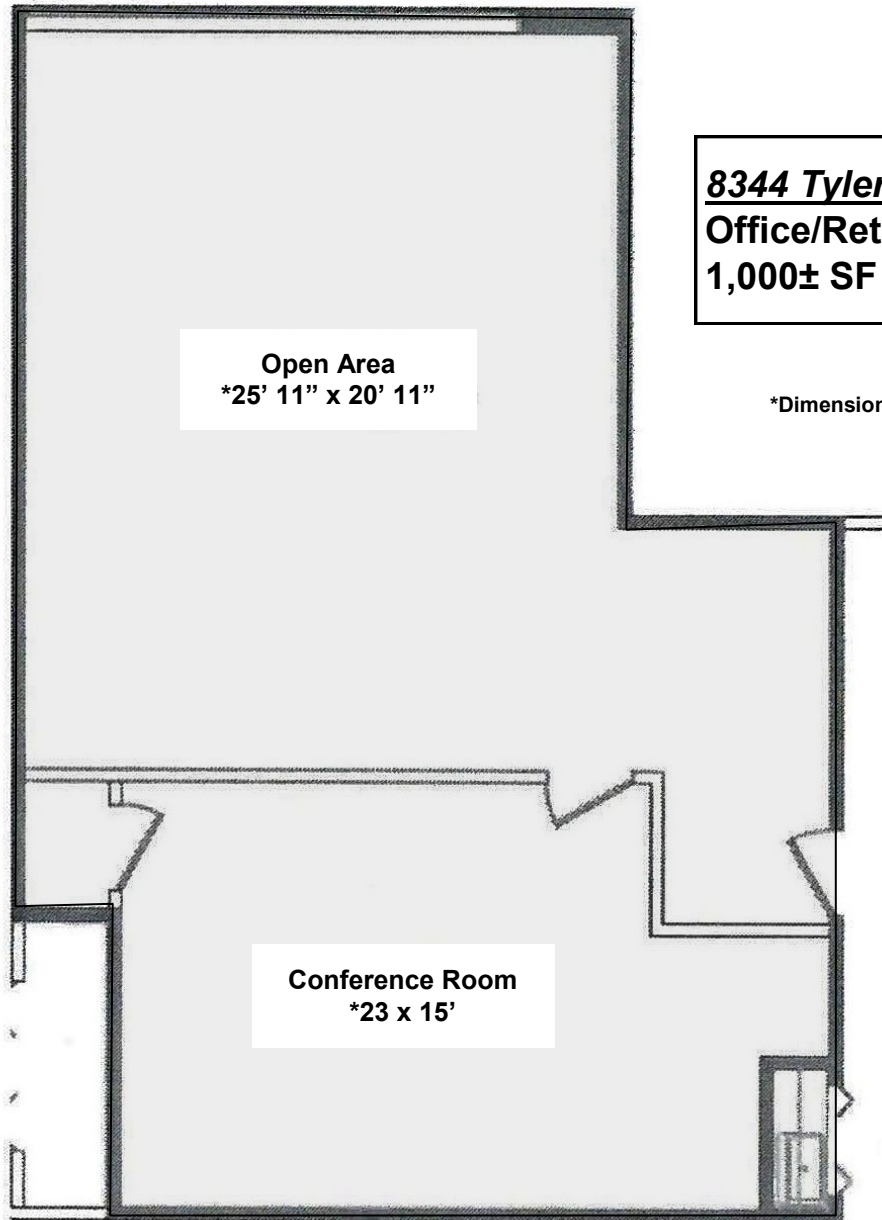 8344 Tyler
Office/Ret
1,000± SF
Open Area
*25’ 11” x 20’ 11”
*Dimension
Conference Room
*23 x 15’